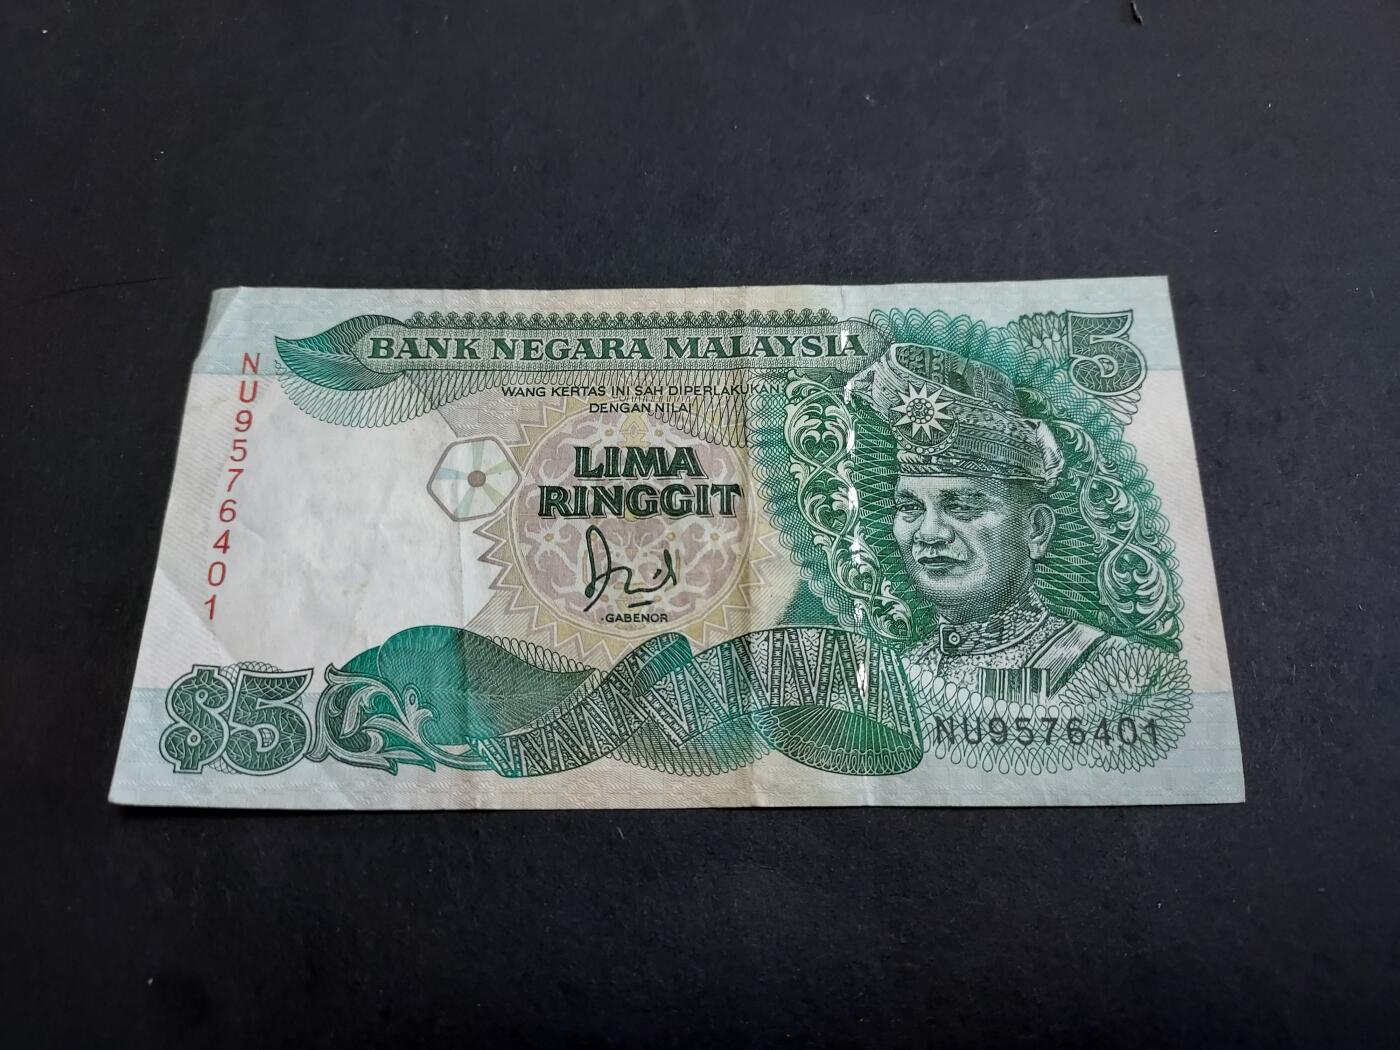 BANK NEGARA MALAYSIA
5
WANG KERTAS INI SAH DIPERLAKUKAN
DENGAN NILAI
LIMA
RINGGIT
GABENOR
NU9576401
$5
NU9576401